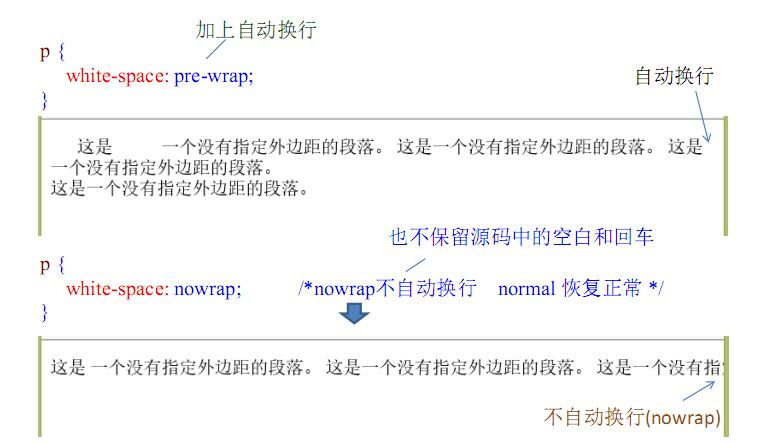 加上自动换行
p {
white-space: pre-wrap;
自动换行
}
这是 一个没有指定外边距的段落。 这是一个没有指定外边距的段落。 这是
一个没有指定外边距的段落。
这是一个没有指定外边距的段落。
也不保留源码中的空白和回车
p {
white-space: nowrap; /*nowrap不自动换行 normal 恢复正常 */
}
这是 一个没有指定外边距的段落。 这是一个没有指定外边距的段落。 这是一个没有指
不自动换行(nowrap)